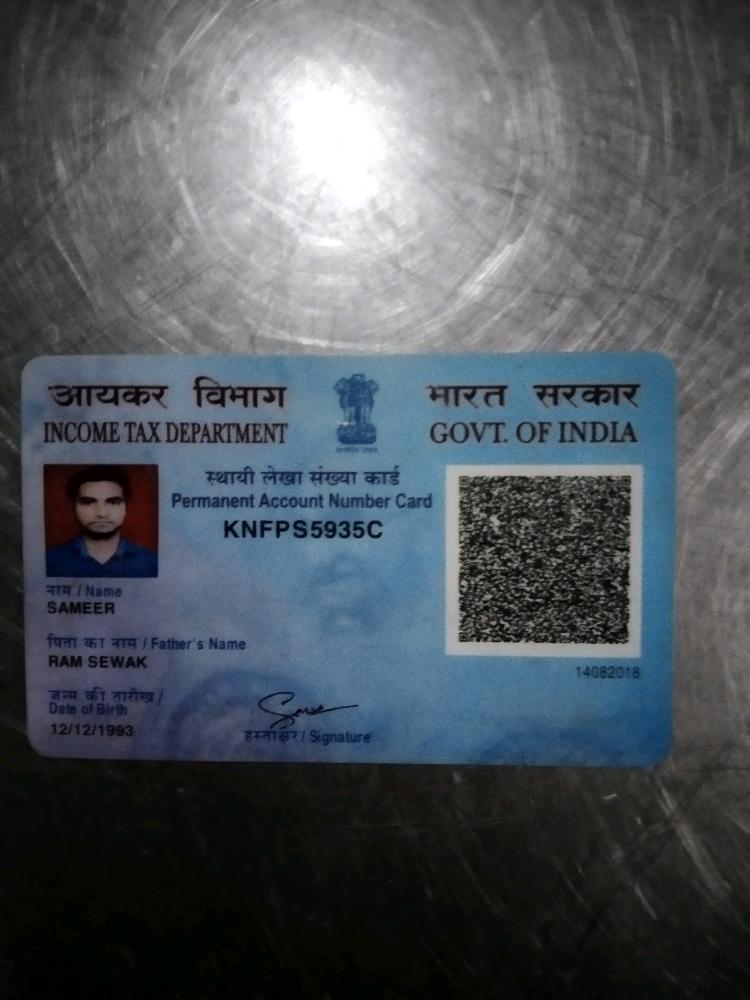 आयकर विभाग
INCOME TAX DEPARTMENT
भारत सरकार
GOVT. OF INDIA
स्थायी लेखा संख्या कार्ड
Permanent Account Number Card
KNFPS5935C
नाम / Name
SAMEER
पिता का नाम / Father's Name
RAM SEWAK
जन्म की तारीख /
Date of Birth
12/12/1993
हस्ताक्षर / Signature
14082018